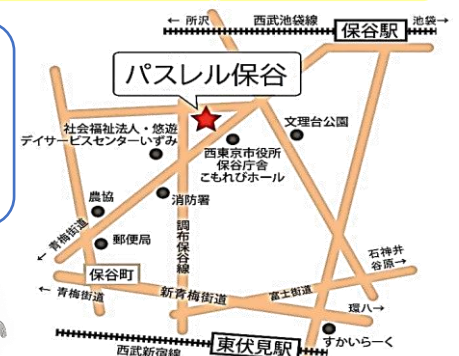 ← 所沢
西武池袋線
池袋→
保谷駅
パスレル保谷
社会福祉法人・悠遊
デイサービスセンターいずみ
文理台公園
西東京市役所
保谷庁舎
こもれびホール
農協
消防署
← 青梅街道
郵便局
調布保谷線
保谷町
石神井
谷原→
← 青梅街道
新青梅街道
富士街道
環八→
すかいらーく
西武新宿線
東伏見駅